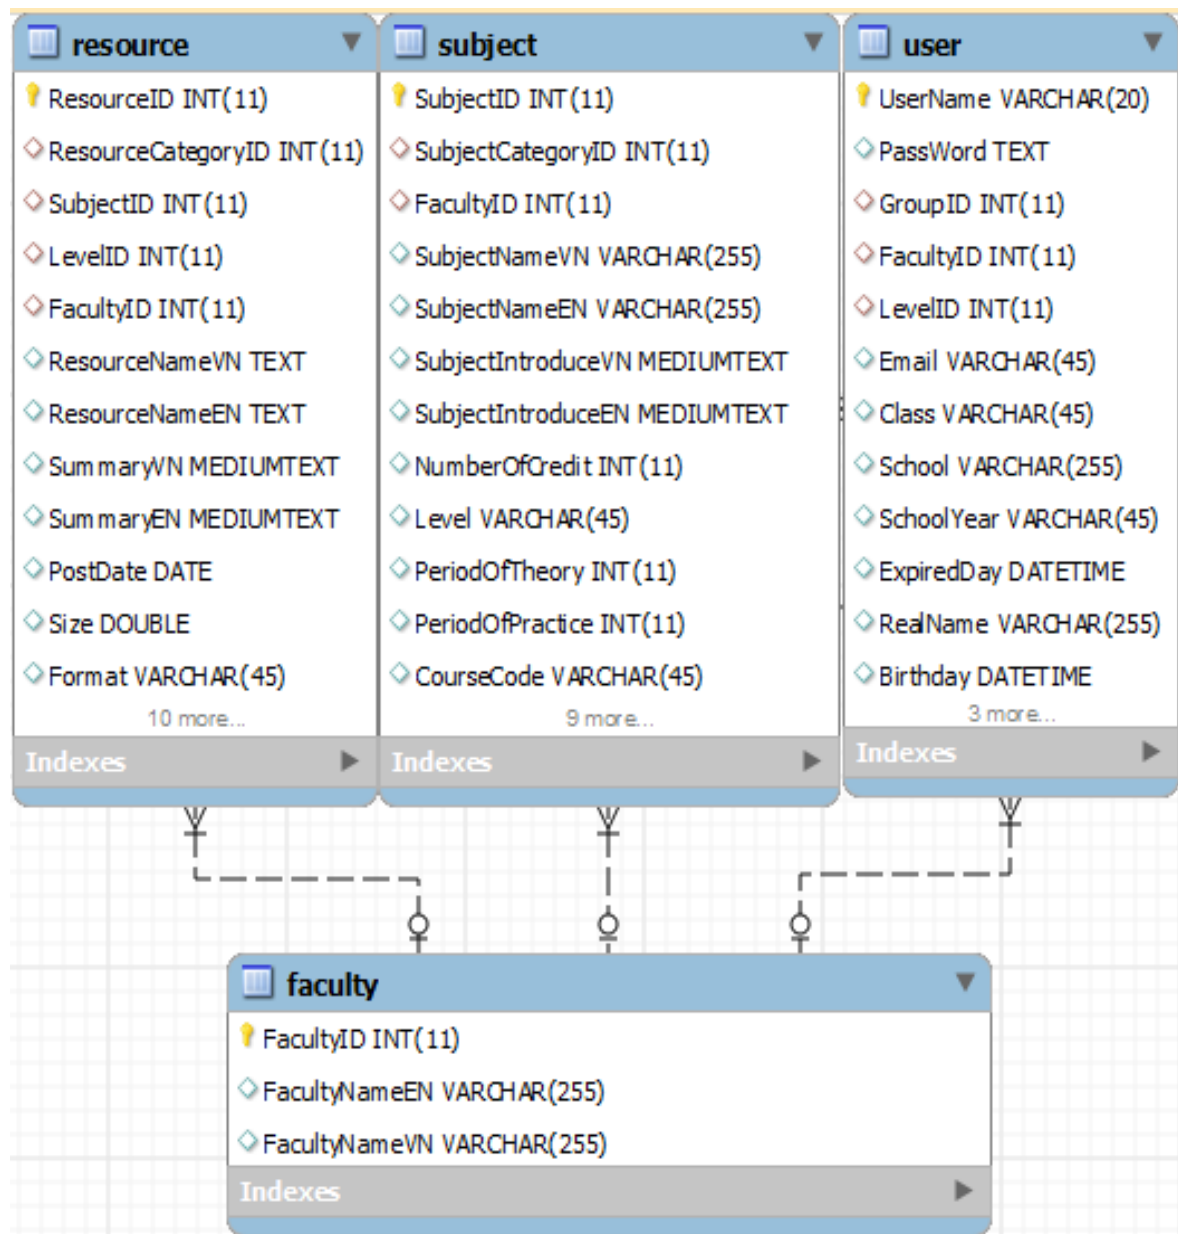 resource
ResourceID INT(11)
ResourceCategoryID INT(11)
SubjectID INT(11)
LevelID INT(11)
FacultyID INT(11)
ResourceNameVN TEXT
ResourceNameEN TEXT
SummaryVN MEDIUMTEXT
SummaryEN MEDIUMTEXT
PostDate DATE
Size DOUBLE
Format VARCHAR(45)
10 more...
Indexes
subject
SubjectID INT(11)
SubjectCategoryID INT(11)
FacultyID INT(11)
SubjectNameVN VARCHAR(255)
SubjectNameEN VARCHAR(255)
SubjectIntroduceVN MEDIUMTEXT
SubjectIntroduceEN MEDIUMTEXT
NumberOfCredit INT(11)
Level VARCHAR(45)
PeriodOfTheory INT(11)
PeriodOfPractice INT(11)
CourseCode VARCHAR(45)
9 more...
Indexes
user
UserName VARCHAR(20)
PassWord TEXT
GroupID INT(11)
FacultyID INT(11)
LevelID INT(11)
Email VARCHAR(45)
Class VARCHAR(45)
School VARCHAR(255)
SchoolYear VARCHAR(45)
ExpiredDay DATETIME
RealName VARCHAR(255)
Birthday DATETIME
3 more...
Indexes
faculty
FacultyID INT(11)
FacultyNameEN VARCHAR(255)
FacultyNameVN VARCHAR(255)
Indexes